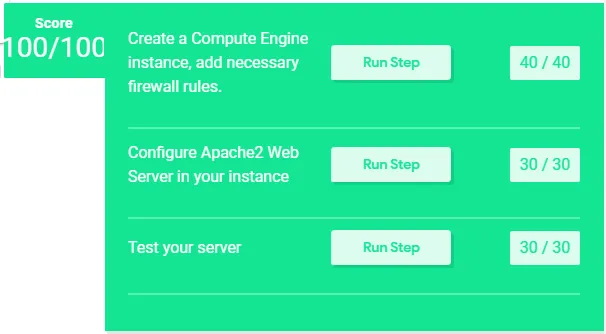 Score
100/100
Create a Compute Engine
instance, add necessary
firewall rules.
Run Step
40 / 40
Configure Apache2 Web
Server in your instance
Run Step
30 / 30
Test your server
Run Step
30 / 30